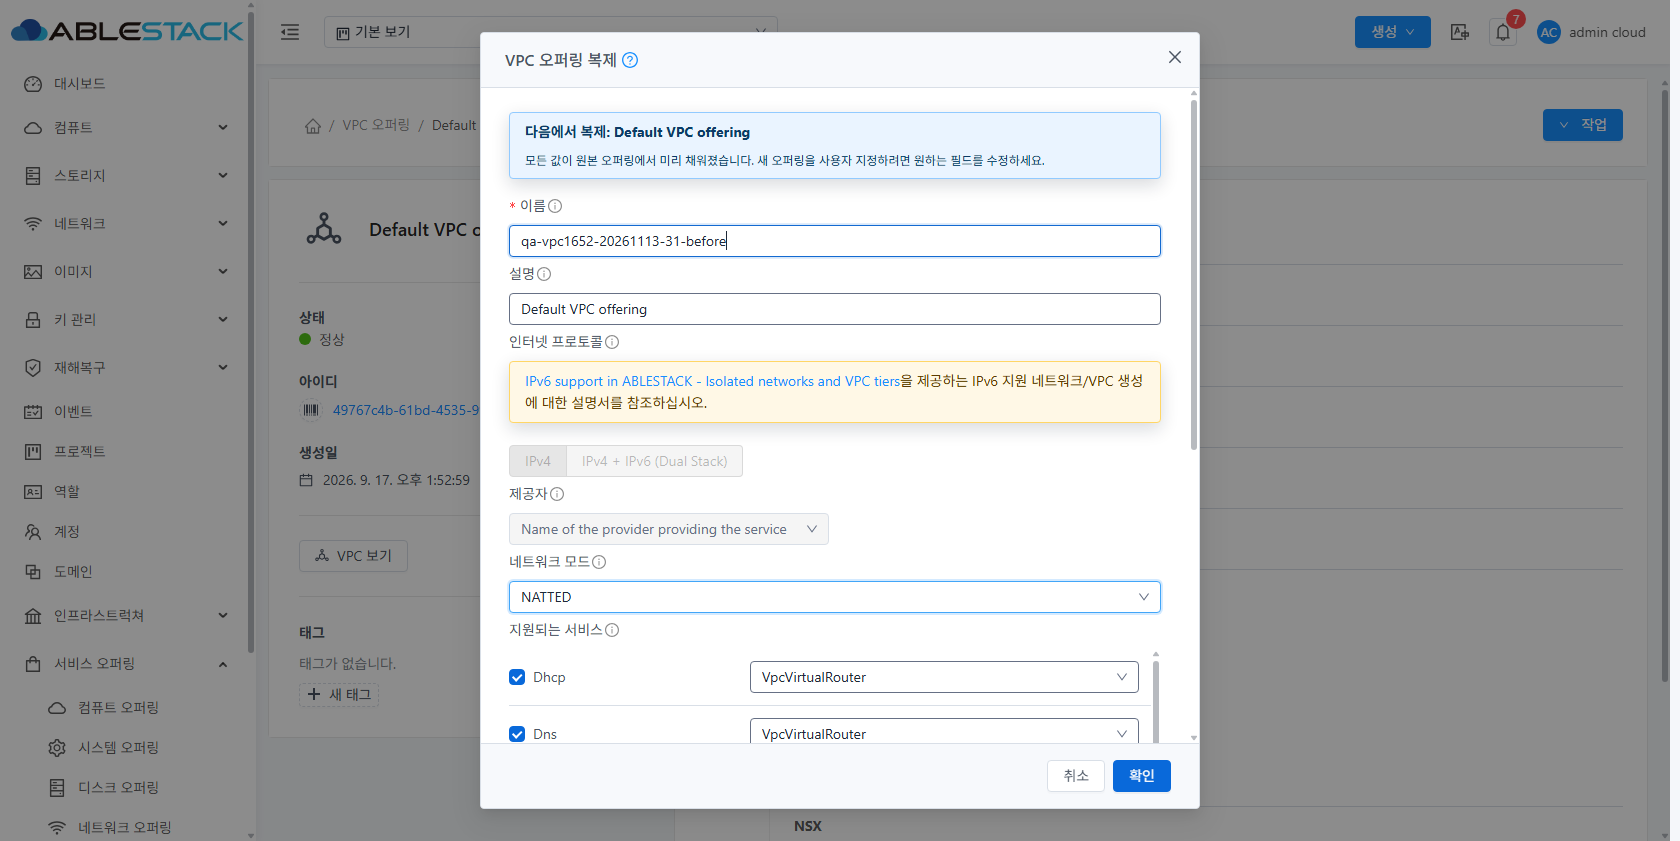 ABLESTACK
기본 보기
생성
7
AC
admin cloud
대시보드
컴퓨트
스토리지
네트워크
이미지
키 관리
재해복구
이벤트
프로젝트
역할
계정
도메인
인프라스트럭쳐
서비스 오퍼링
컴퓨트 오퍼링
시스템 오퍼링
디스크 오퍼링
네트워크 오퍼링
/ VPC 오퍼링 / Default
작업
Default VPC o
상태
정상
아이디
49767c4b-61bd-4535-9
생성일
2026. 9. 17. 오후 1:52:59
VPC 보기
태그
태그가 없습니다.
+ 새 태그
VPC 오퍼링 복제
다음에서 복제: Default VPC offering
모든 값이 원본 오퍼링에서 미리 채워졌습니다. 새 오퍼링을 사용자 지정하려면 원하는 필드를 수정하세요.
* 이름
qa-vpc1652-20261113-31-before
설명
Default VPC offering
인터넷 프로토콜
IPv6 support in ABLESTACK - Isolated networks and VPC tiers을 제공하는 IPv6 지원 네트워크/VPC 생성
에 대한 설명서를 참조하십시오.
IPv4
IPv4 + IPv6 (Dual Stack)
제공자
Name of the provider providing the service
네트워크 모드
NATTED
지원되는 서비스
Dhcp
VpcVirtualRouter
Dns
VpcVirtualRouter
취소
확인
NSX